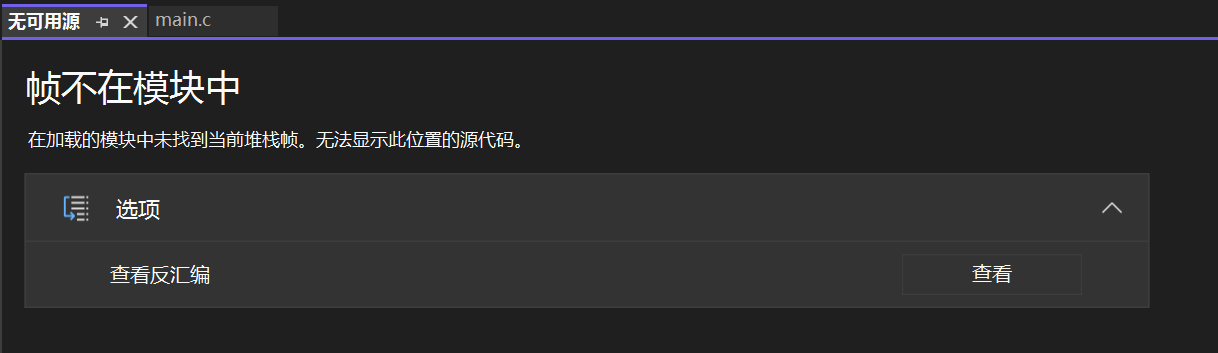 无可用源
main.c
帧不在模块中
在加载的模块中未找到当前堆栈帧。无法显示此位置的源代码。
选项
查看反汇编
查看